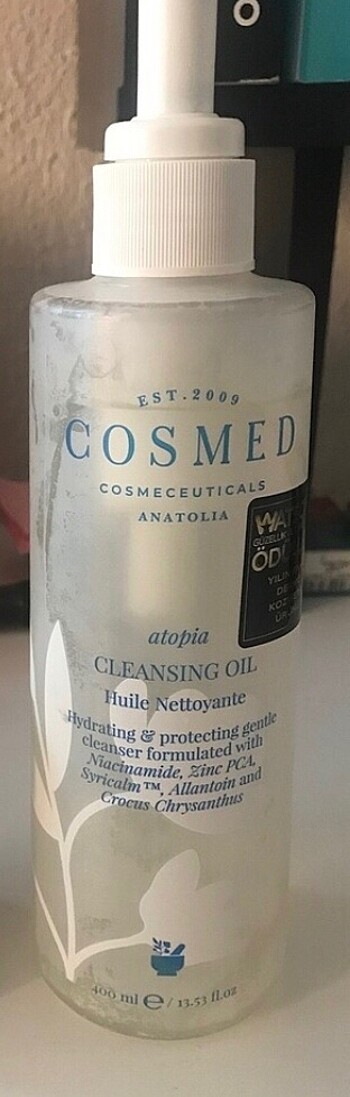 EST.2009
COSMED
COSMECEUTICALS
ANATOLIA
GÜZELLİK
atopia
CLEANSING OIL
Huile Nettoyante
Hydrating & protecting gentle
cleanser formulated with
Niacinamide, Zinc PCA,
Syricalm™, Allantoin and
Crocus Chrysanthus
400 ml ℮ / 13.53 fl.oz